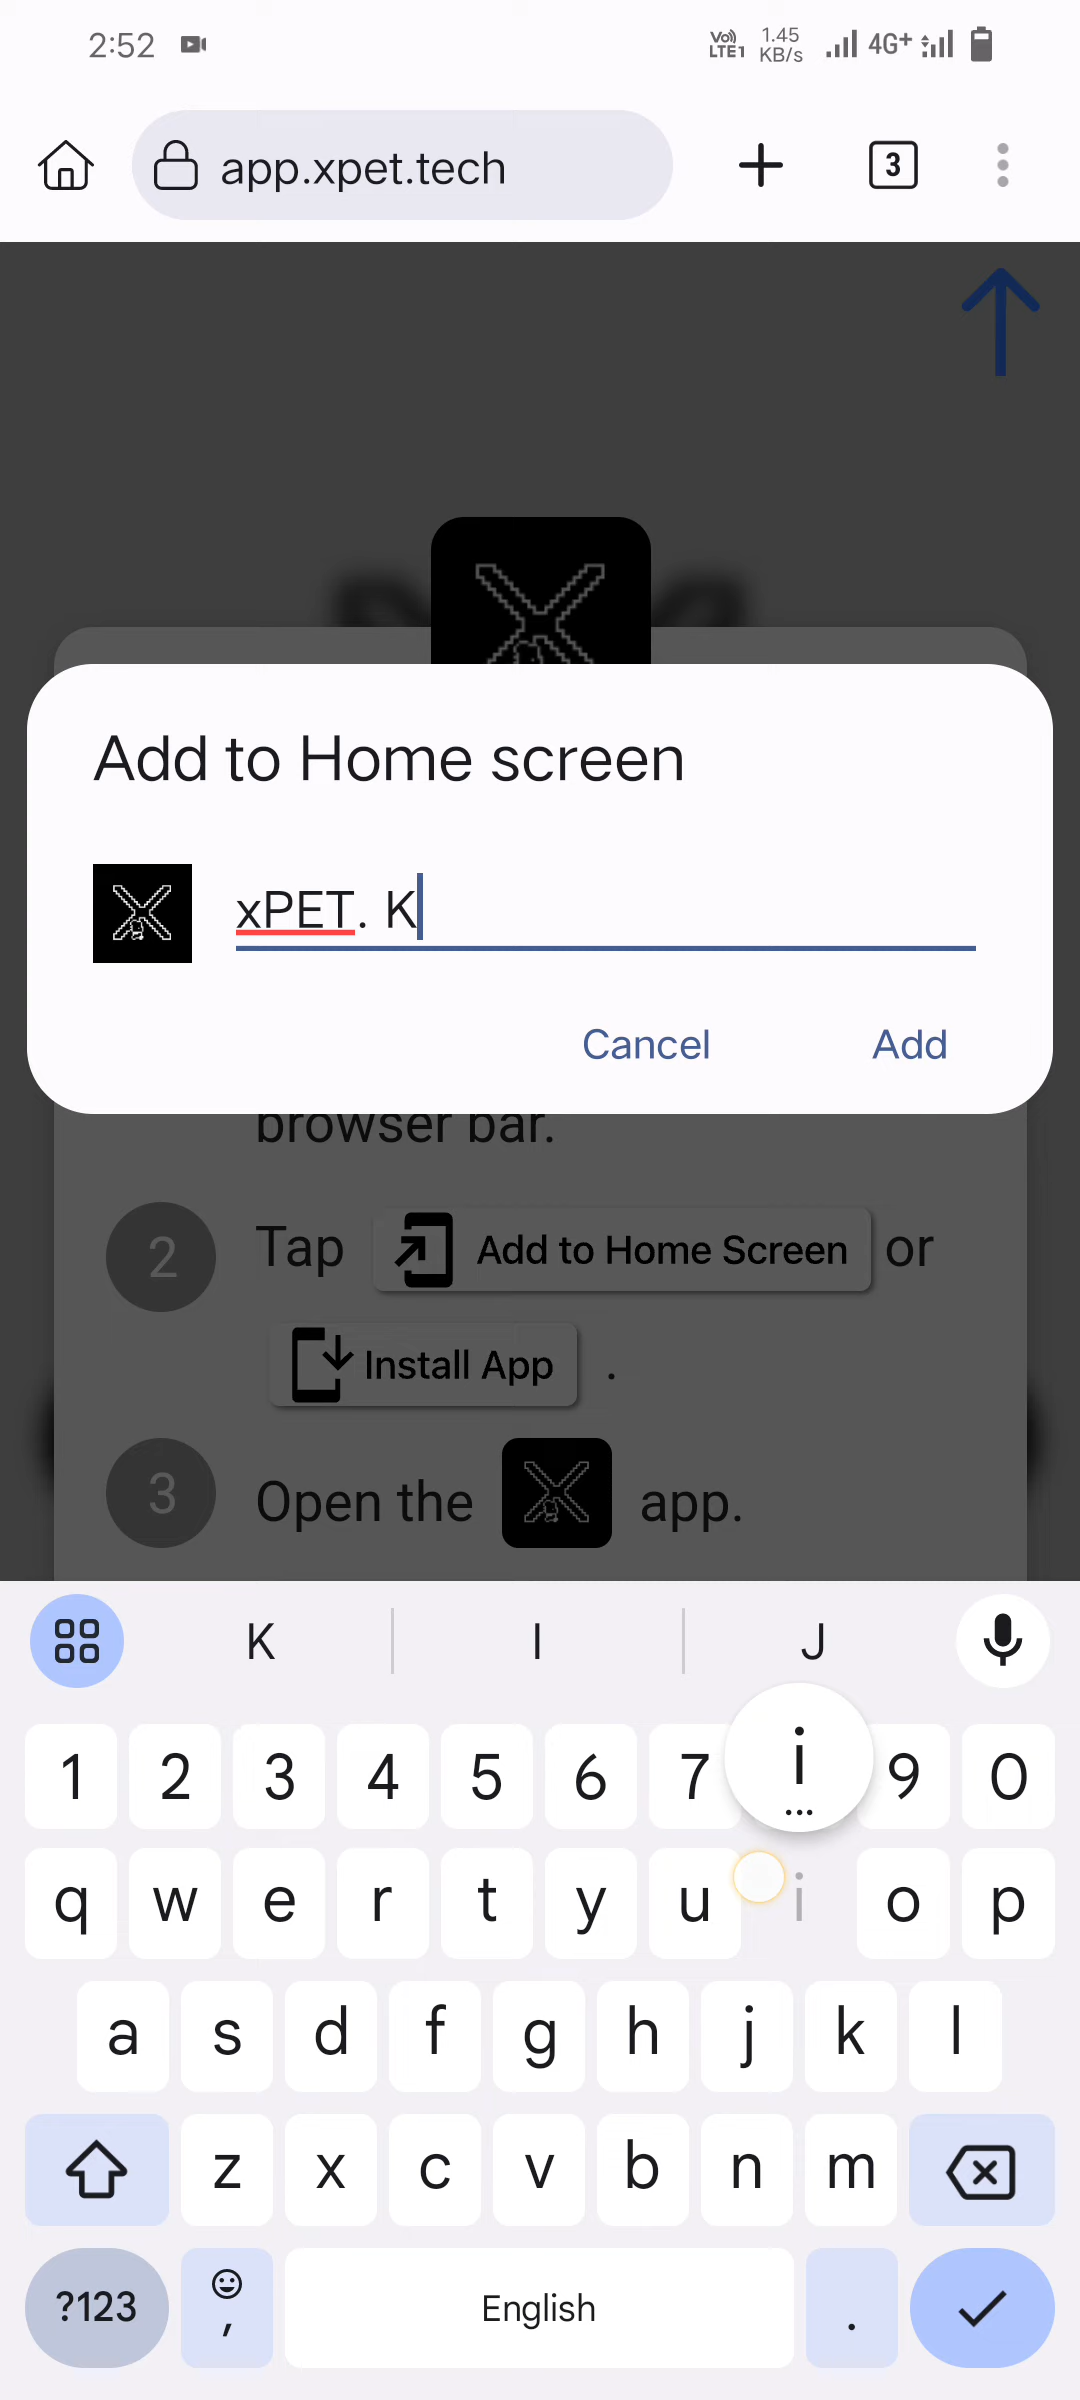 2:52
Vo)) LTE1 1.45 KB/s 4G+
app.xpet.tech 3
Add to Home screen
xPET. K
Cancel Add
browser bar.
2 Tap Add to Home Screen or
Install App .
3 Open the app.
K I J
1 2 3 4 5 6 7 i ... 9 0
q w e r t y u i o p
a s d f g h j k l
z x c v b n m
?123 , English .